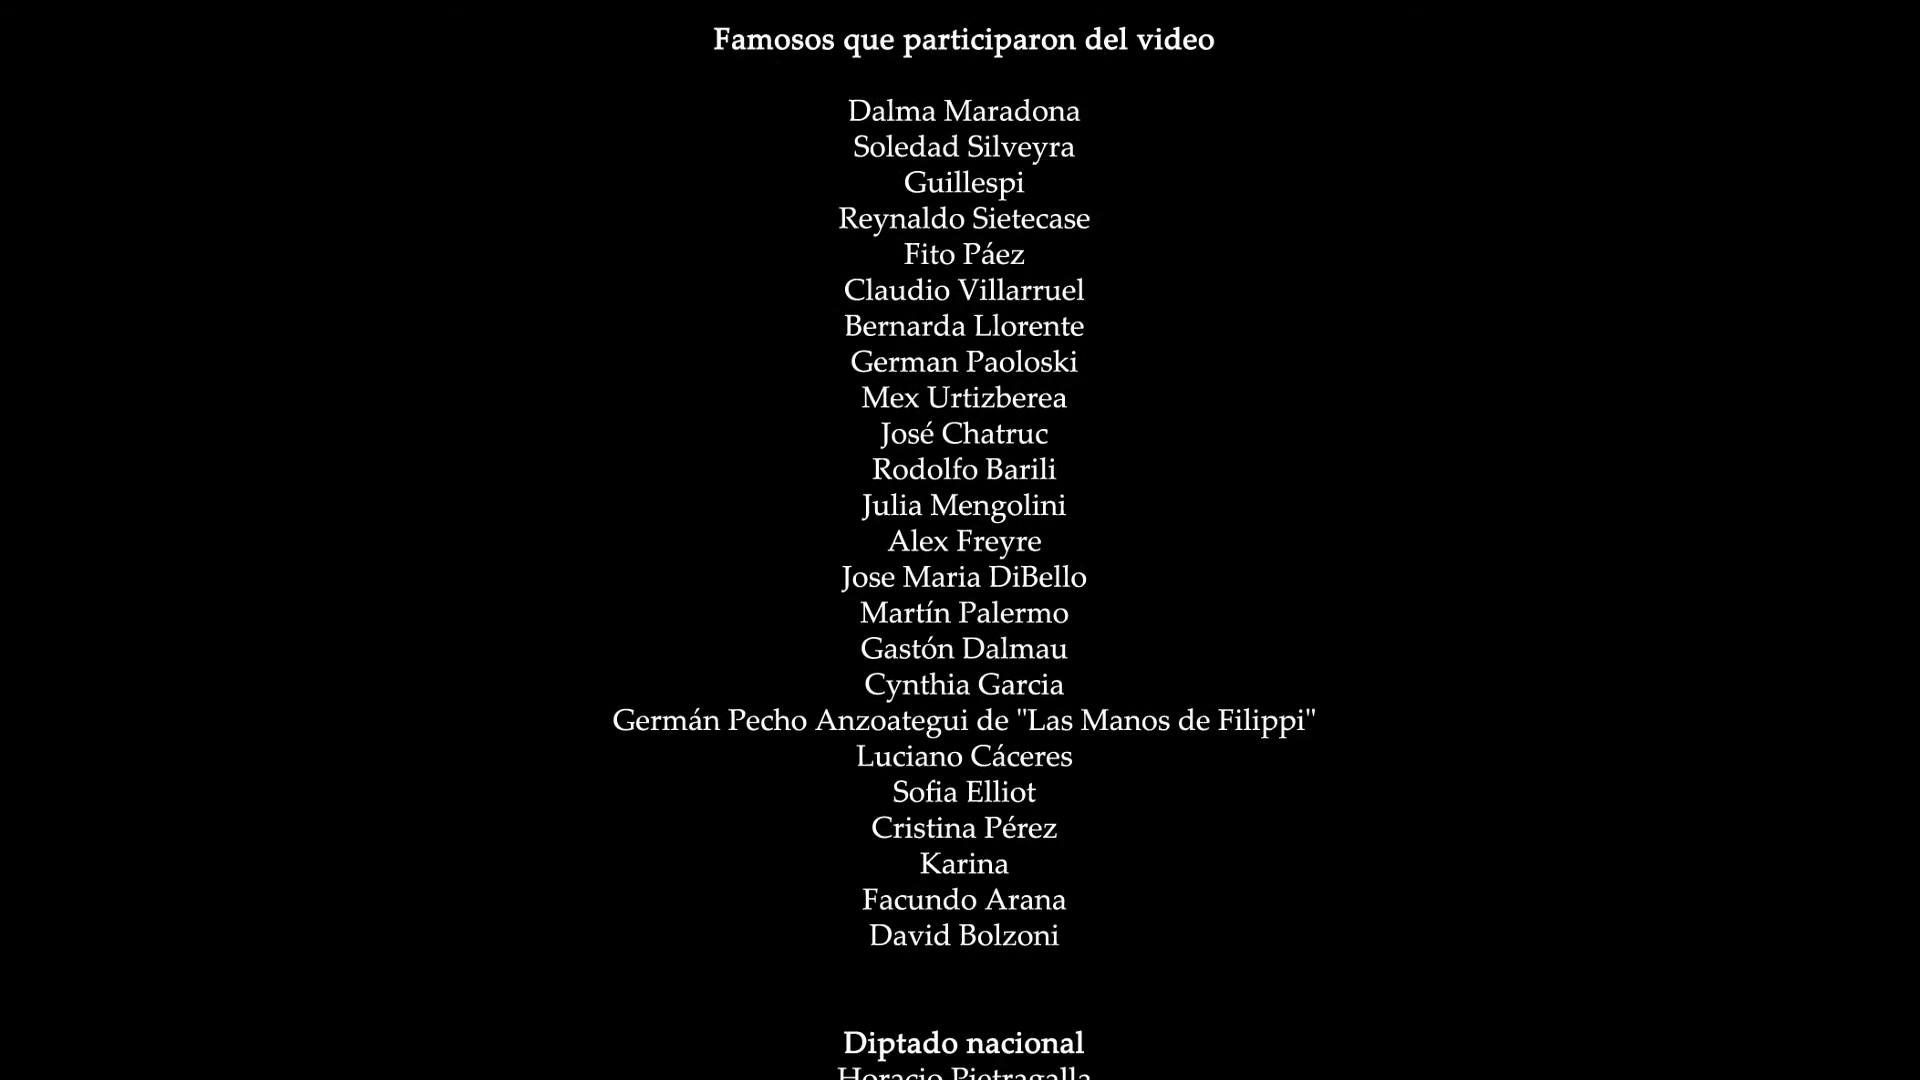 Famosos que participaron del video
Dalma Maradona
Soledad Silveyra
Guillespi
Reynaldo Sietecase
Fito Páez
Claudio Villarruel
Bernarda Llorente
German Paoloski
Mex Urtizberea
José Chatruc
Rodolfo Barili
Julia Mengolini
Alex Freyre
Jose Maria DiBello
Martín Palermo
Gastón Dalmau
Cynthia Garcia
Germán Pecho Anzoategui de "Las Manos de Filippi"
Luciano Cáceres
Sofia Elliot
Cristina Pérez
Karina
Facundo Arana
David Bolzoni
Diptado nacional
Horacio Pietragalla